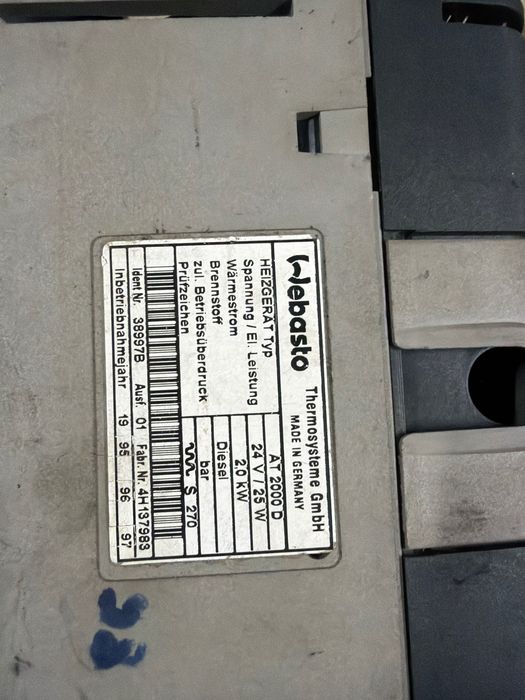 Webasto Thermosysteme GmbH
MADE IN GERMANY
HEIZGERÄT Typ AT 2000 D
Spannung / El. Leistung 24 V / 25 W
Wärmestrom 2,0 kW
Brennstoff Diesel
zul. Betriebsüberdruck bar
Prüfzeichen S 270
Ident Nr. 38997B Ausf. 01 Fabr. Nr. 4H137983
Inbetriebnahmejahr 19 95 96 97